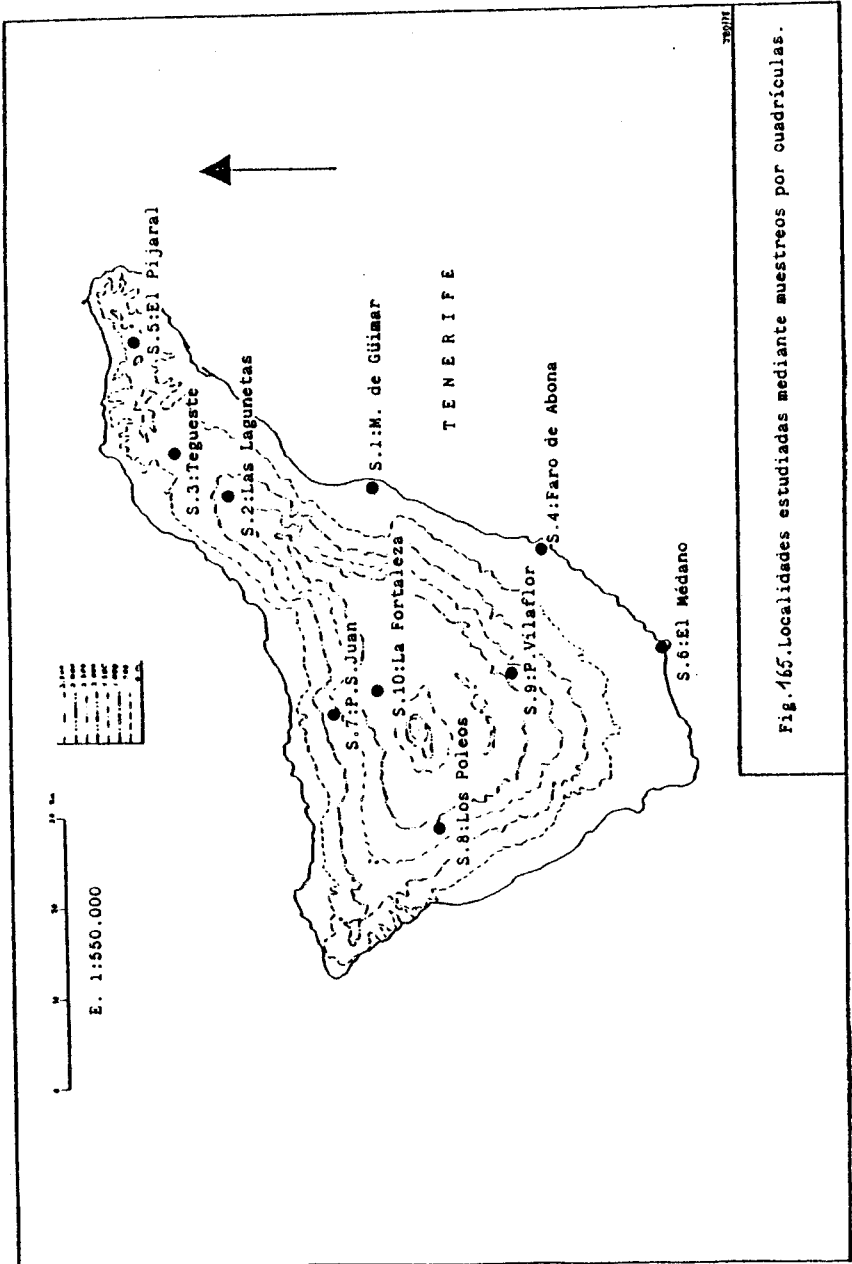 S.5:El Pijaral
S.3:Tegueste
S.2:Las Lagunetas
S.1:M. de Güimar
T E N E R I F E
S.7:P.S.Juan
S.10:La Fortaleza
S.4:Faro de Abona
S.9:P.Vilaflor
S.8:Los Poleos
S.6:El Médano
E. 1:550.000
Fig.165.Localidades estudiadas mediante muestreos por cuadrículas.